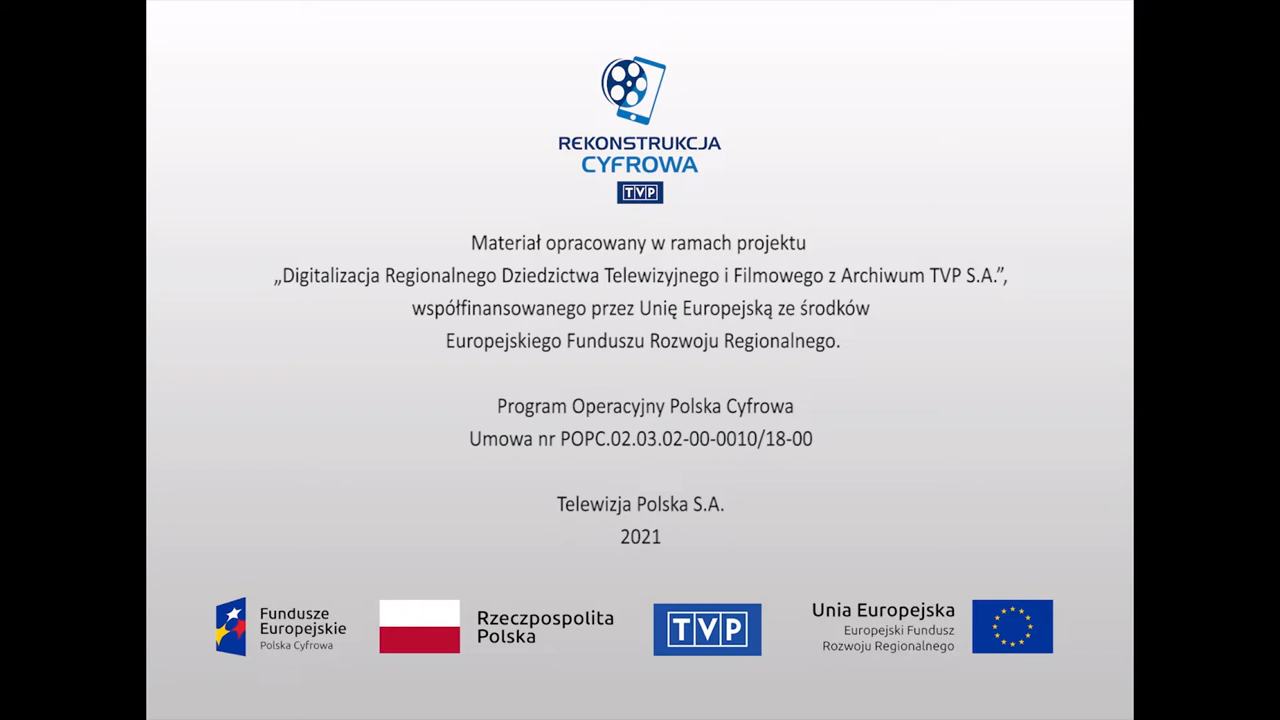 REKONSTRUKCJA
CYFROWA
TVP
Materiał opracowany w ramach projektu
„Digitalizacja Regionalnego Dziedzictwa Telewizyjnego i Filmowego z Archiwum TVP S.A.”,
współfinansowanego przez Unię Europejską ze środków
Europejskiego Funduszu Rozwoju Regionalnego.
Program Operacyjny Polska Cyfrowa
Umowa nr POPC.02.03.02-00-0010/18-00
Telewizja Polska S.A.
2021
Fundusze
Europejskie
Polska Cyfrowa
Rzeczpospolita
Polska
TVP
Unia Europejska
Europejski Fundusz
Rozwoju Regionalnego